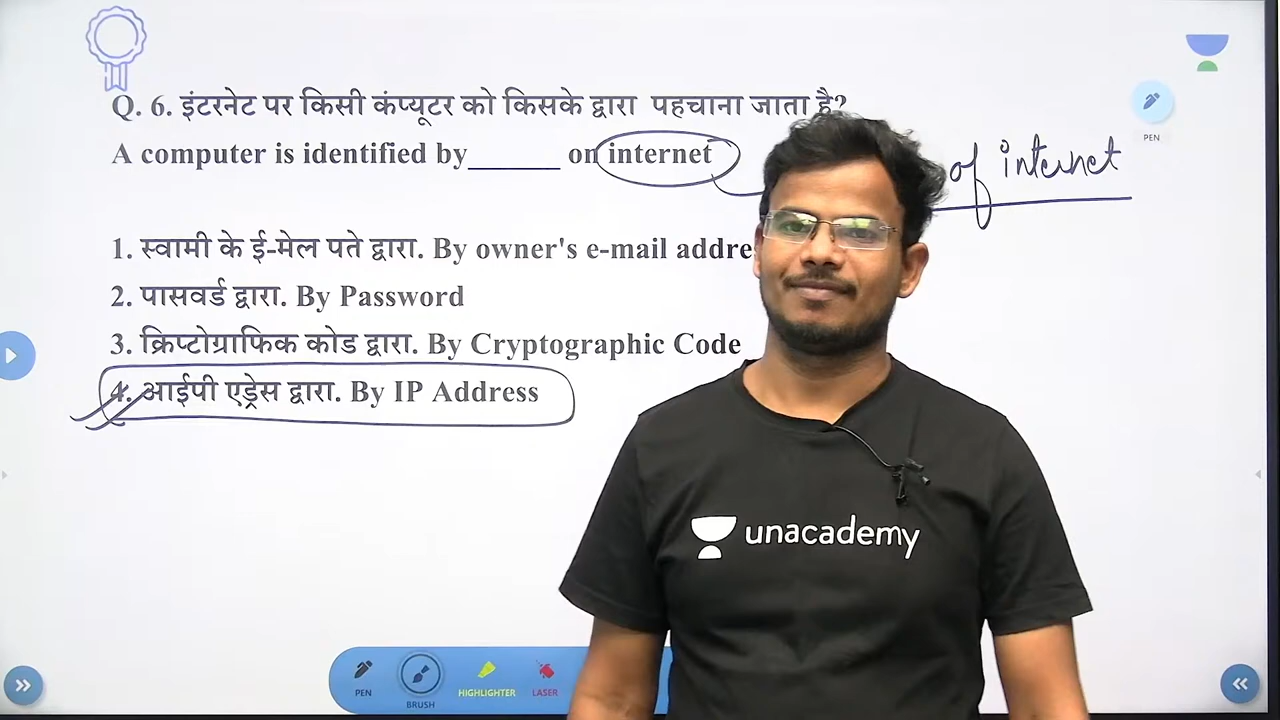 Q. 6. इंटरनेट पर किसी कंप्यूटर को किसके द्वारा पहचाना जाता है?
A computer is identified by______ on internet
of internet
1. स्वामी के ई-मेल पते द्वारा. By owner's e-mail addre
2. पासवर्ड द्वारा. By Password
3. क्रिप्टोग्राफिक कोड द्वारा. By Cryptographic Code
4. आईपी एड्रेस द्वारा. By IP Address
PEN
unacademy
PEN
BRUSH
HIGHLIGHTER
LASER